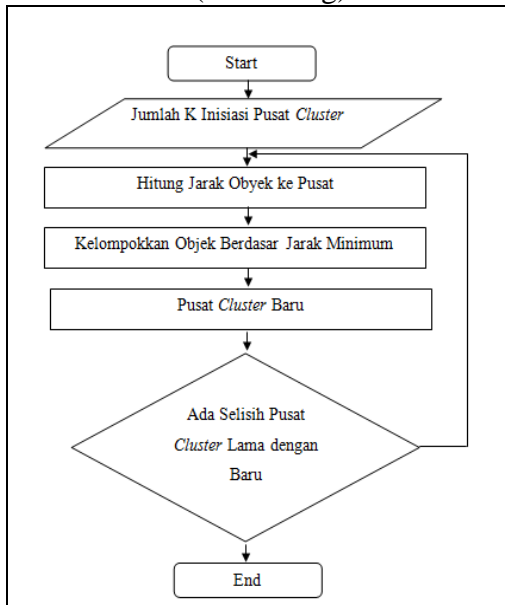 Start
Jumlah K Inisiasi Pusat Cluster
Hitung Jarak Obyek ke Pusat
Kelompokkan Objek Berdasar Jarak Minimum
Pusat Cluster Baru
Ada Selisih Pusat
Cluster Lama dengan
Baru
End